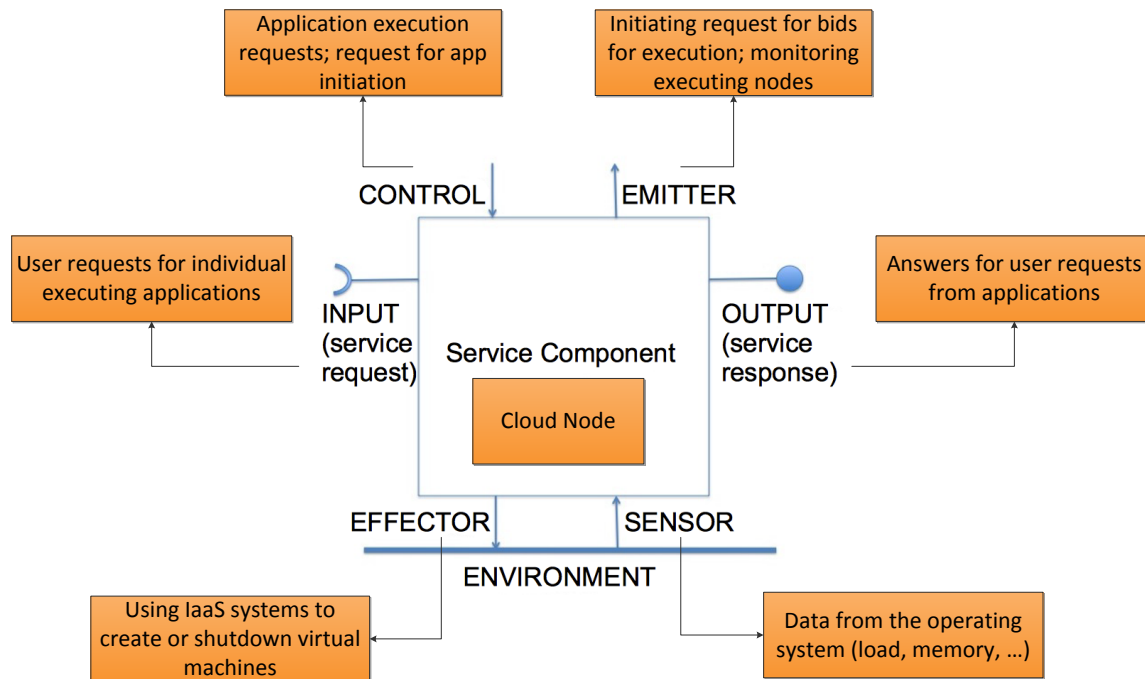 Application execution
requests; request for app
initiation
Initiating request for bids
for execution; monitoring
executing nodes
CONTROL
EMITTER
User requests for individual
executing applications
Answers for user requests
from applications
INPUT
(service
request)
OUTPUT
(service
response)
Service Component
Cloud Node
EFFECTOR
SENSOR
ENVIRONMENT
Using IaaS systems to
create or shutdown virtual
machines
Data from the operating
system (load, memory, ...)